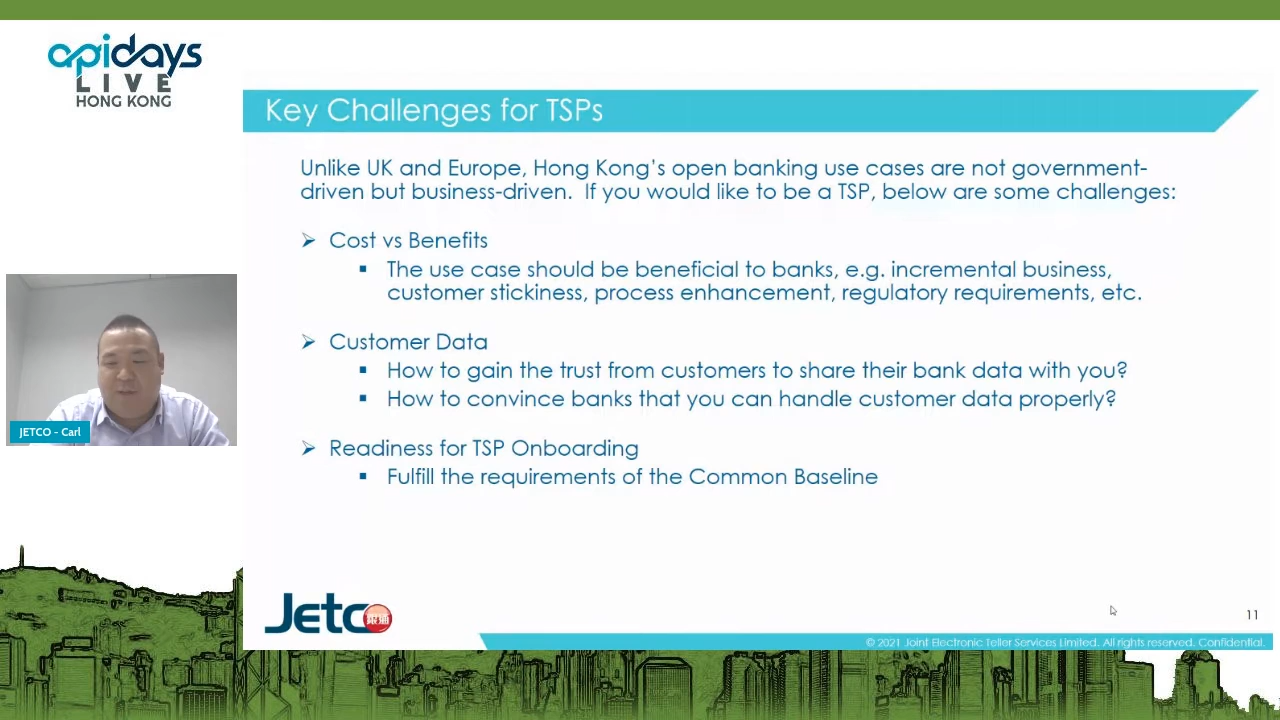 apidays
LIVE
HONG KONG
Key Challenges for TSPs
Unlike UK and Europe, Hong Kong's open banking use cases are not government-
driven but business-driven. If you would like to be a TSP, below are some challenges:
Cost vs Benefits
The use case should be beneficial to banks, e.g. incremental business,
customer stickiness, process enhancement, regulatory requirements, etc.
Customer Data
How to gain the trust from customers to share their bank data with you?
How to convince banks that you can handle customer data properly?
Readiness for TSP Onboarding
Fulfill the requirements of the Common Baseline
JETCO - Carl
Jetco 銀通
11
© 2021 Joint Electronic Teller Services Limited. All rights reserved. Confidential.